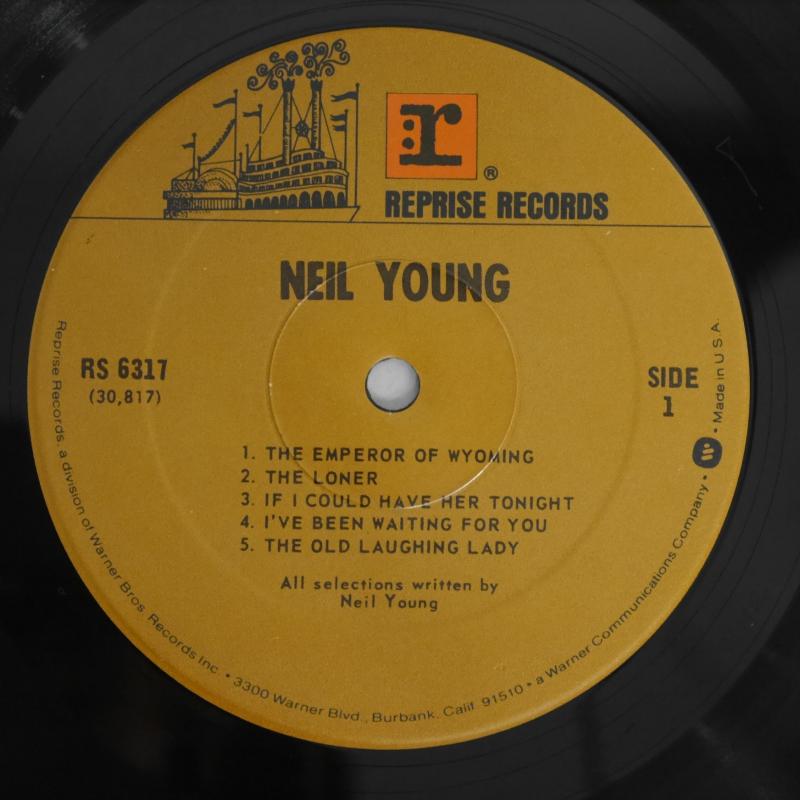 r
®
REPRISE RECORDS
NEIL YOUNG
RS 6317
(30,817)
SIDE
1
1. THE EMPEROR OF WYOMING
2. THE LONER
3. IF I COULD HAVE HER TONIGHT
4. I'VE BEEN WAITING FOR YOU
5. THE OLD LAUGHING LADY
All selections written by
Neil Young
Reprise Records, a division of Warner Bros. Records Inc • 3300 Warner Blvd., Burbank, Calif. 91510 • a Warner Communications Company • W • Made in U.S.A.